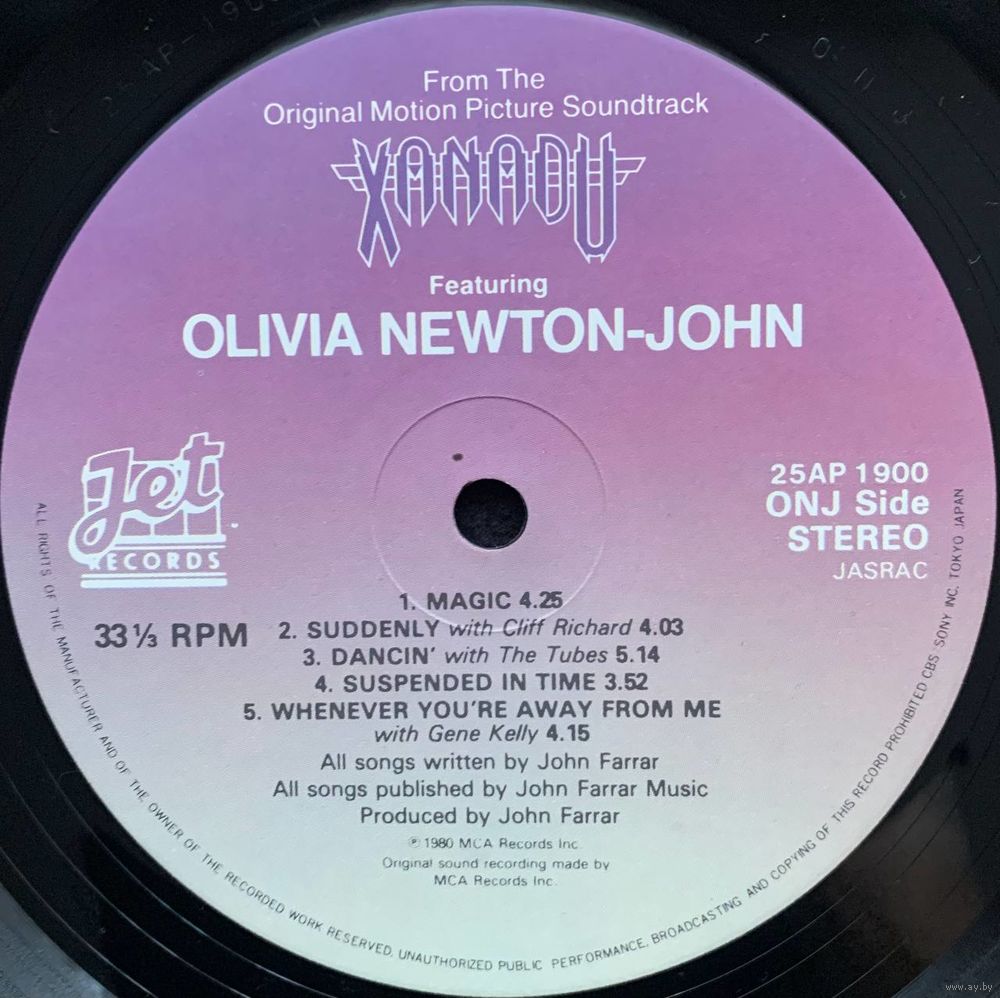 From The
Original Motion Picture Soundtrack
XANADU
Featuring
OLIVIA NEWTON-JOHN
Jet
RECORDS
25AP 1900
ONJ Side
STEREO
JASRAC
33⅓ RPM
1. MAGIC 4.25
2. SUDDENLY with Cliff Richard 4.03
3. DANCIN' with The Tubes 5.14
4. SUSPENDED IN TIME 3.52
5. WHENEVER YOU'RE AWAY FROM ME
with Gene Kelly 4.15
All songs written by John Farrar
All songs published by John Farrar Music
Produced by John Farrar
℗ 1980 MCA Records Inc.
Original sound recording made by
MCA Records Inc.
ALL RIGHTS OF THE MANUFACTURER AND OF THE OWNER OF THE RECORDED WORK RESERVED, UNAUTHORIZED PUBLIC PERFORMANCE, BROADCASTING AND COPYING OF THIS RECORD PROHIBITED CBS SONY INC. TOKYO JAPAN
www.ay.by